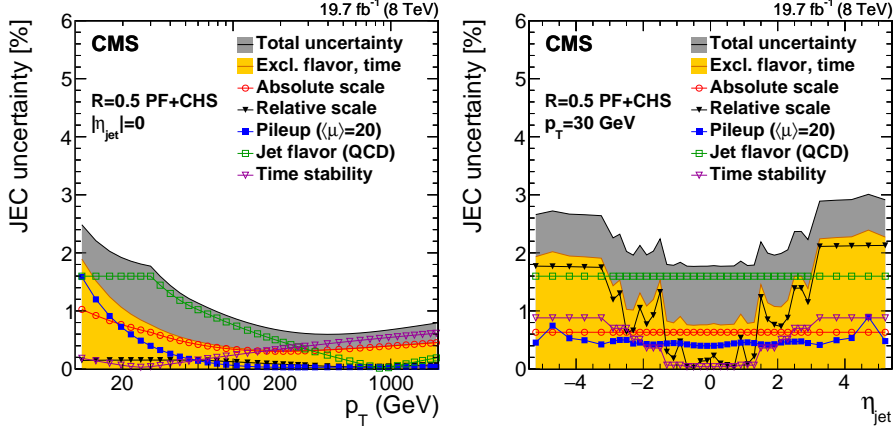 19.7 fb⁻¹ (8 TeV)
CMS
R=0.5 PF+CHS
|η_jet|=0
Total uncertainty
Excl. flavor, time
Absolute scale
Relative scale
Pileup (⟨μ⟩=20)
Jet flavor (QCD)
Time stability
JEC uncertainty [%]
6
5
4
3
2
1
0
20 100 200 1000
p_T (GeV)
19.7 fb⁻¹ (8 TeV)
CMS
R=0.5 PF+CHS
p_T=30 GeV
Total uncertainty
Excl. flavor, time
Absolute scale
Relative scale
Pileup (⟨μ⟩=20)
Jet flavor (QCD)
Time stability
JEC uncertainty [%]
6
5
4
3
2
1
0
−4 −2 0 2 4
η_jet